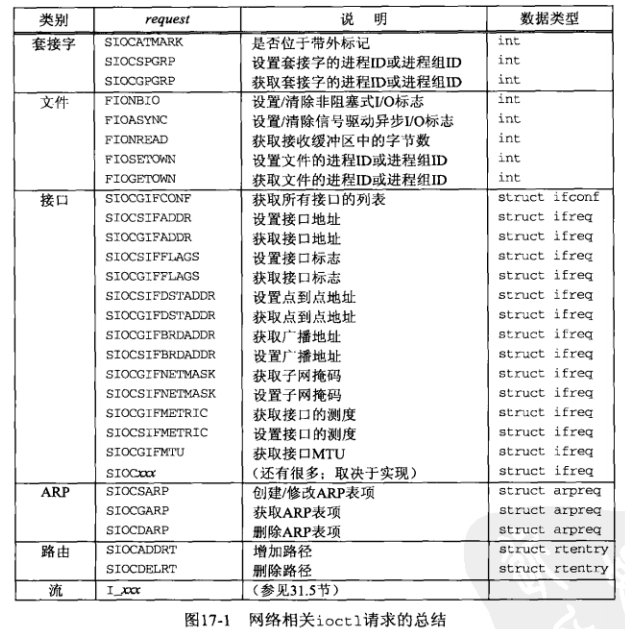 类别 request 说 明 数据类型
套接字 SIOCATMARK 是否位于带外标记 int
SIOCSPGRP 设置套接字的进程ID或进程组ID int
SIOCGPGRP 获取套接字的进程ID或进程组ID int
文件 FIONBIO 设置/清除非阻塞式I/O标志 int
FIOASYNC 设置/清除信号驱动异步I/O标志 int
FIONREAD 获取接收缓冲区中的字节数 int
FIOSETOWN 设置文件的进程ID或进程组ID int
FIOGETOWN 获取文件的进程ID或进程组ID int
接口 SIOCGIFCONF 获取所有接口的列表 struct ifconf
SIOCSIFADDR 设置接口地址 struct ifreq
SIOCGIFADDR 获取接口地址 struct ifreq
SIOCSIFFLAGS 设置接口标志 struct ifreq
SIOCGIFFLAGS 获取接口标志 struct ifreq
SIOCSIFDSTADDR 设置点到点地址 struct ifreq
SIOCGIFDSTADDR 获取点到点地址 struct ifreq
SIOCGIFBRDADDR 获取广播地址 struct ifreq
SIOCSIFBRDADDR 设置广播地址 struct ifreq
SIOCGIFNETMASK 获取子网掩码 struct ifreq
SIOCSIFNETMASK 设置子网掩码 struct ifreq
SIOCGIFMETRIC 获取接口的测度 struct ifreq
SIOCSIFMETRIC 设置接口的测度 struct ifreq
SIOCGIFMTU 获取接口MTU struct ifreq
SIOCxxx （还有很多；取决于实现） struct ifreq
ARP SIOCSARP 创建/修改ARP表项 struct arpreq
SIOCGARP 获取ARP表项 struct arpreq
SIOCDARP 删除ARP表项 struct arpreq
路由 SIOCADDRT 增加路径 struct rtentry
SIOCDELRT 删除路径 struct rtentry
流 I_xxx （参见31.5节）
图17-1 网络相关ioctl请求的总结